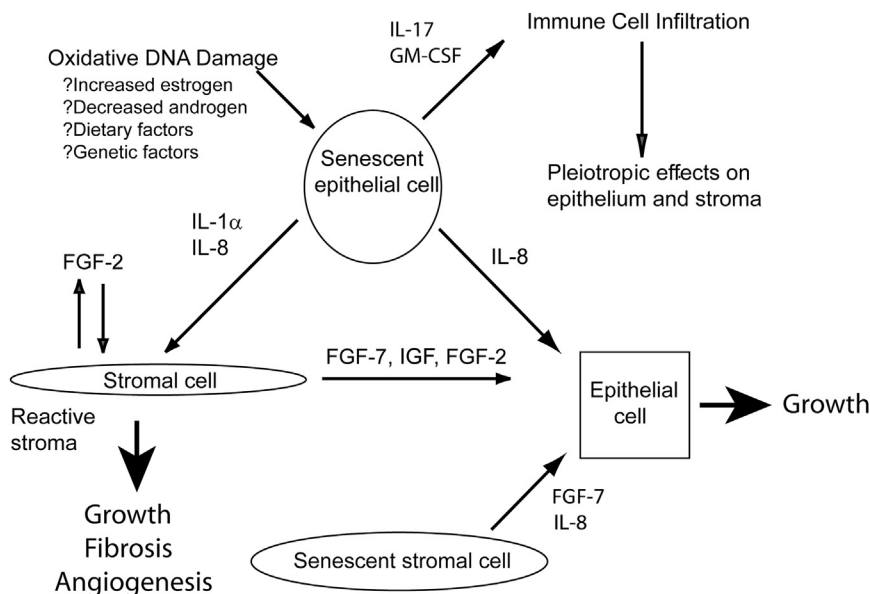 Oxidative DNA Damage
?Increased estrogen
?Decreased androgen
?Dietary factors
?Genetic factors
IL-17
GM-CSF
Immune Cell Infiltration
Senescent
epithelial cell
Pleiotropic effects on
epithelium and stroma
IL-1α
IL-8
IL-8
FGF-2
FGF-7, IGF, FGF-2
Stromal cell
Reactive
stroma
Epithelial
cell
Growth
Growth
Fibrosis
Angiogenesis
FGF-7
IL-8
Senescent stromal cell